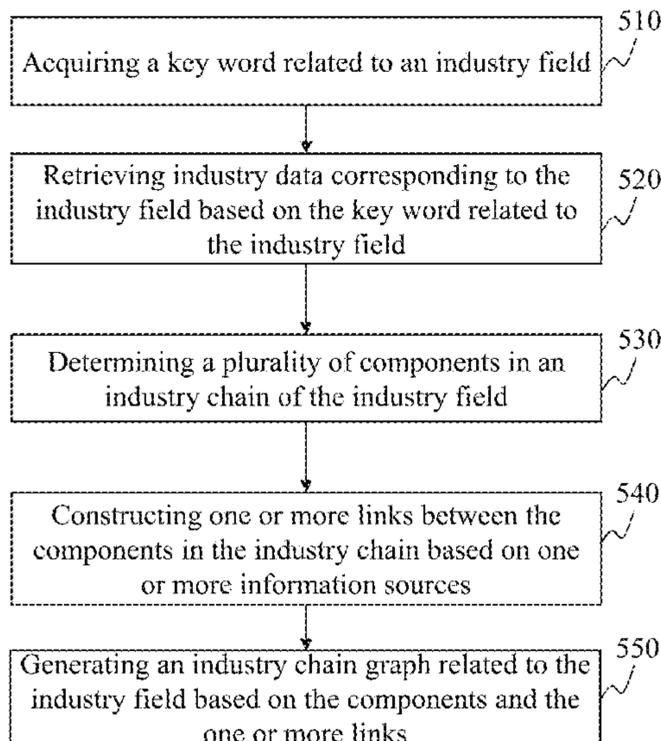 510
Acquiring a key word related to an industry field
Retrieving industry data corresponding to the
520
industry field based on the key word related to
the industry field
530
Determining a plurality of components in an
industry chain of the industry field
540
Constructing one or more links between the
components in the industry chain based on one
or more information sources
550
Generating an industry chain graph related to the
industry field based on the components and the
one or more links